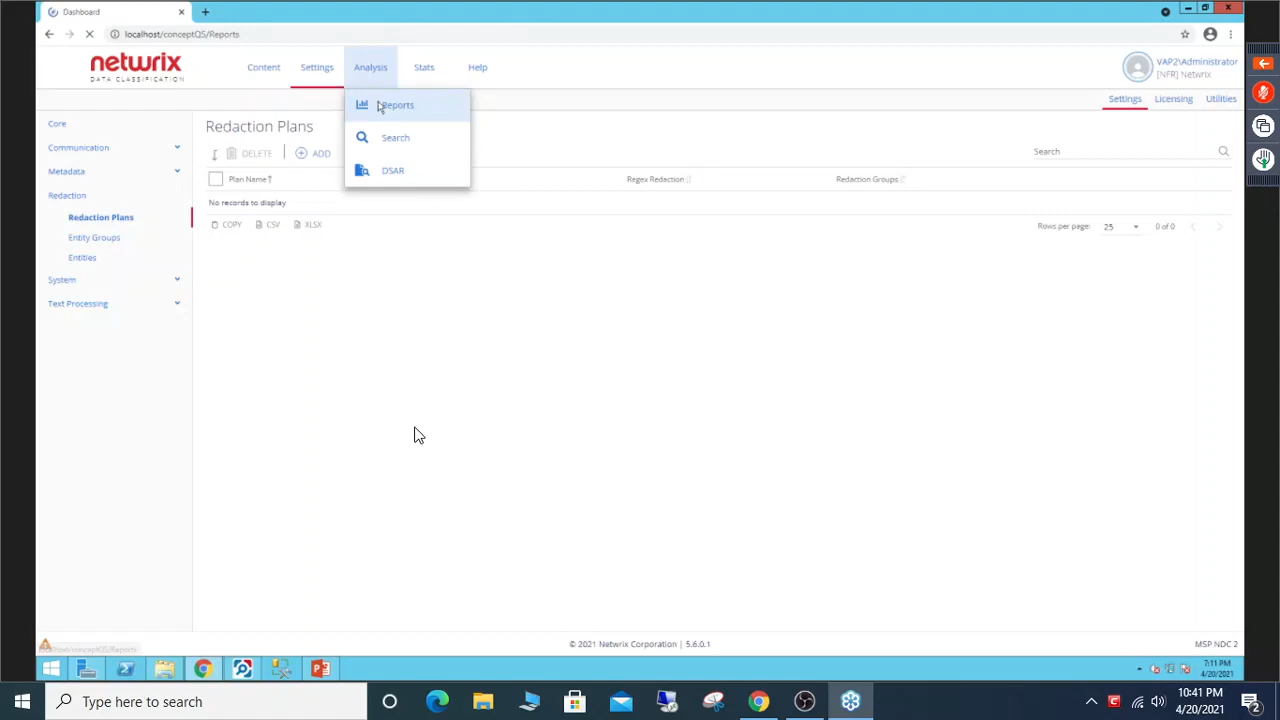 Dashboard
localhost/conceptQS/Reports
netwrix
DATA CLASSIFICATION
Content Settings Analysis Stats Help
VAP2\Administrator
[NFR] Netwrix
Settings Licensing Utilities
Reports
Search
DSAR
Core
Communication
Metadata
Redaction
Redaction Plans
Entity Groups
Entities
System
Text Processing
Redaction Plans
DELETE ADD
Search
Plan Name Regex Redaction Redaction Groups
No records to display
COPY CSV XLSX
Rows per page: 25 0 of 0
localhost/conceptQS/Reports
© 2021 Netwrix Corporation | 5.6.0.1
MSP NDC 2
7:11 PM
4/20/2021
Type here to search
10:41 PM
4/20/2021
2